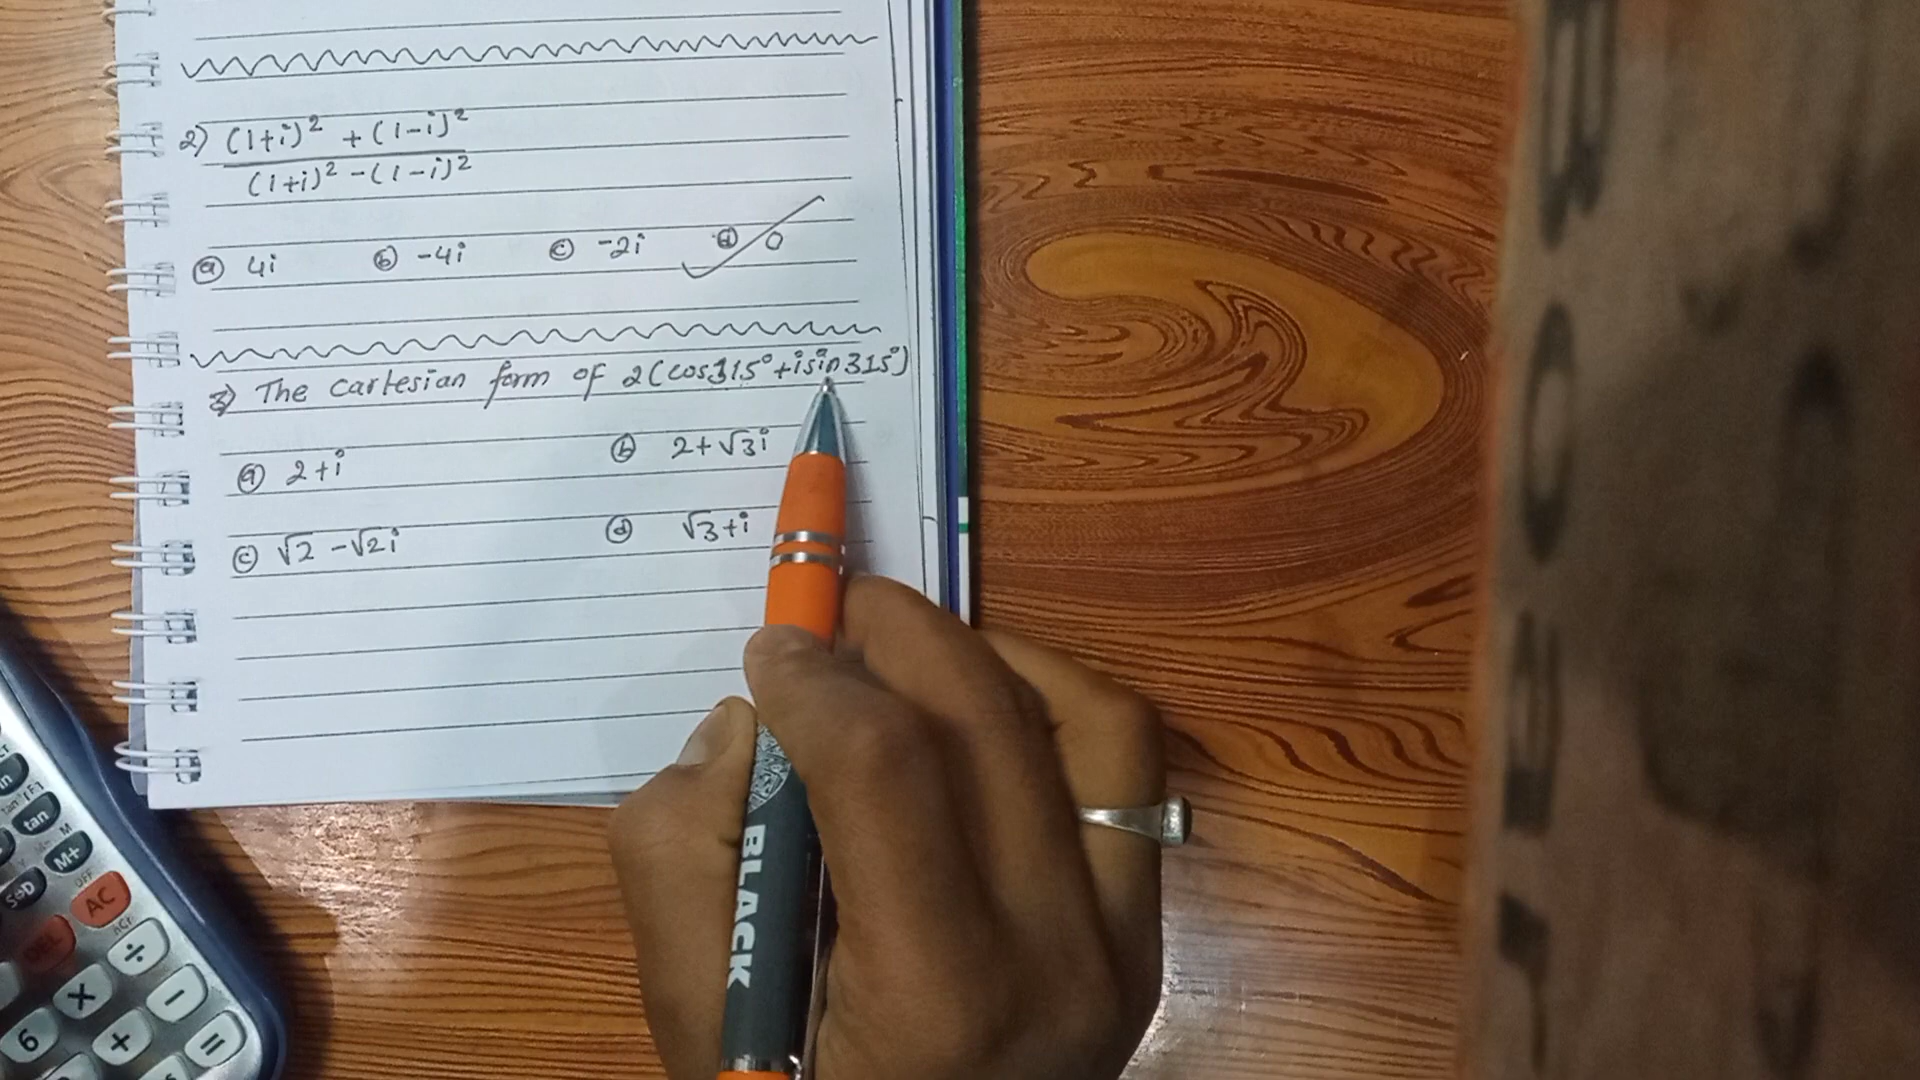 2) (1+i)² + (1-i)²
(1+i)² - (1-i)²
ⓐ 4i ⓑ -4i ⓒ -2i ⓓ 0
3) The cartesian form of 2(cos315°+isin315°)
ⓐ 2+i ⓑ 2+√3i
ⓒ √2-√2i ⓓ √3+i
BLACK
tan
M
M+
S⇔D
OFF
AC
DEL
÷
×
−
6
+
=